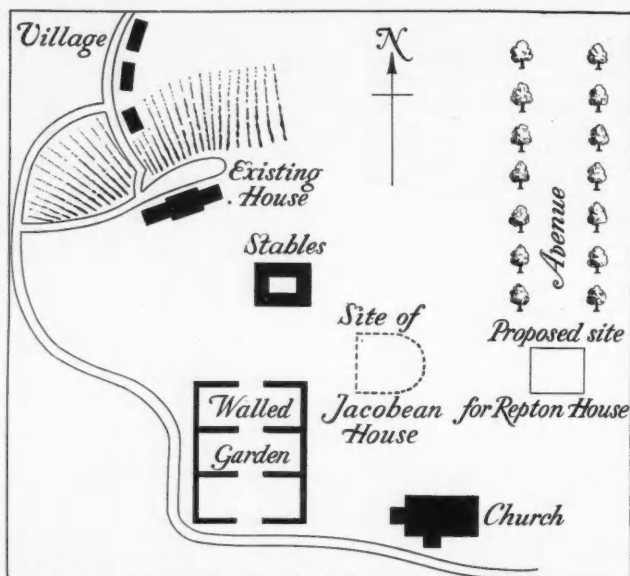 Village
N
Existing
House
Stables
Avenue
Site of
Jacobean
House
Proposed site
for Repton House
Walled
Garden
Church